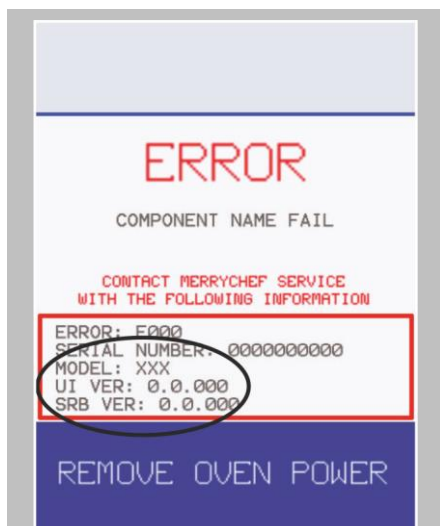 ERROR
COMPONENT NAME FAIL
CONTACT MERRYCHEF SERVICE
WITH THE FOLLOWING INFORMATION
ERROR: E000
SERIAL NUMBER: 0000000000
MODEL: XXX
UI VER: 0.0.000
SRB VER: 0.0.000
REMOVE OVEN POWER